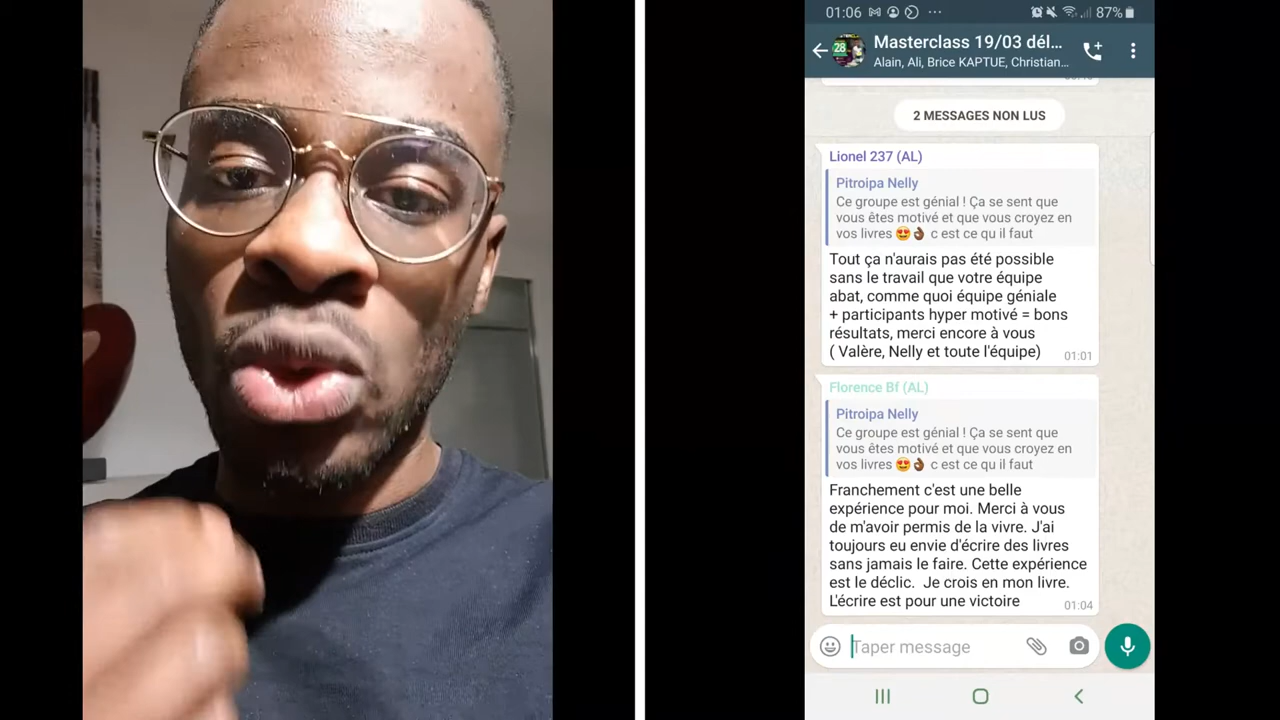 01:06
87%
28
Masterclass 19/03 dél...
Alain, Ali, Brice KAPTUE, Christian...
2 MESSAGES NON LUS
Lionel 237 (AL)
Pitroipa Nelly
Ce groupe est génial ! Ça se sent que
vous êtes motivé et que vous croyez en
vos livres 😍👌🏾 c est ce qu il faut
Tout ça n'aurais pas été possible
sans le travail que votre équipe
abat, comme quoi équipe géniale
+ participants hyper motivé = bons
résultats, merci encore à vous
( Valère, Nelly et toute l'équipe)
01:01
Florence Bf (AL)
Pitroipa Nelly
Ce groupe est génial ! Ça se sent que
vous êtes motivé et que vous croyez en
vos livres 😍👌🏾 c est ce qu il faut
Franchement c'est une belle
expérience pour moi. Merci à vous
de m'avoir permis de la vivre. J'ai
toujours eu envie d'écrire des livres
sans jamais le faire. Cette expérience
est le déclic.  Je crois en mon livre.
L'écrire est pour une victoire
01:04
Taper message